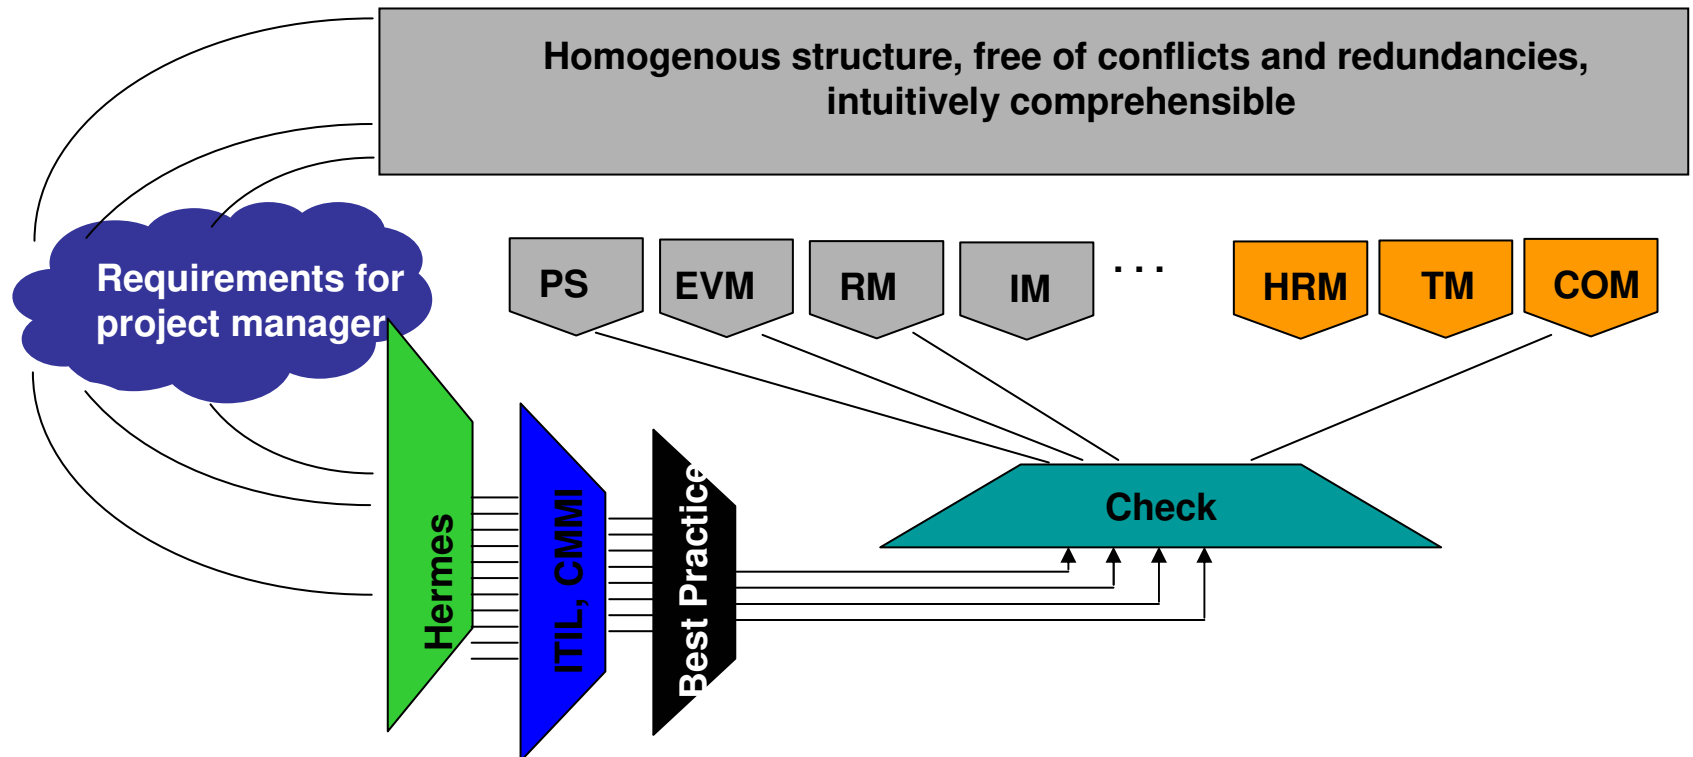 Homogenous structure, free of conflicts and redundancies,
intuitively comprehensible
Requirements for
project manager
PS
EVM
RM
IM
. . .
HRM
TM
COM
Check
Hermes
ITIL, CMMI
Best Practice